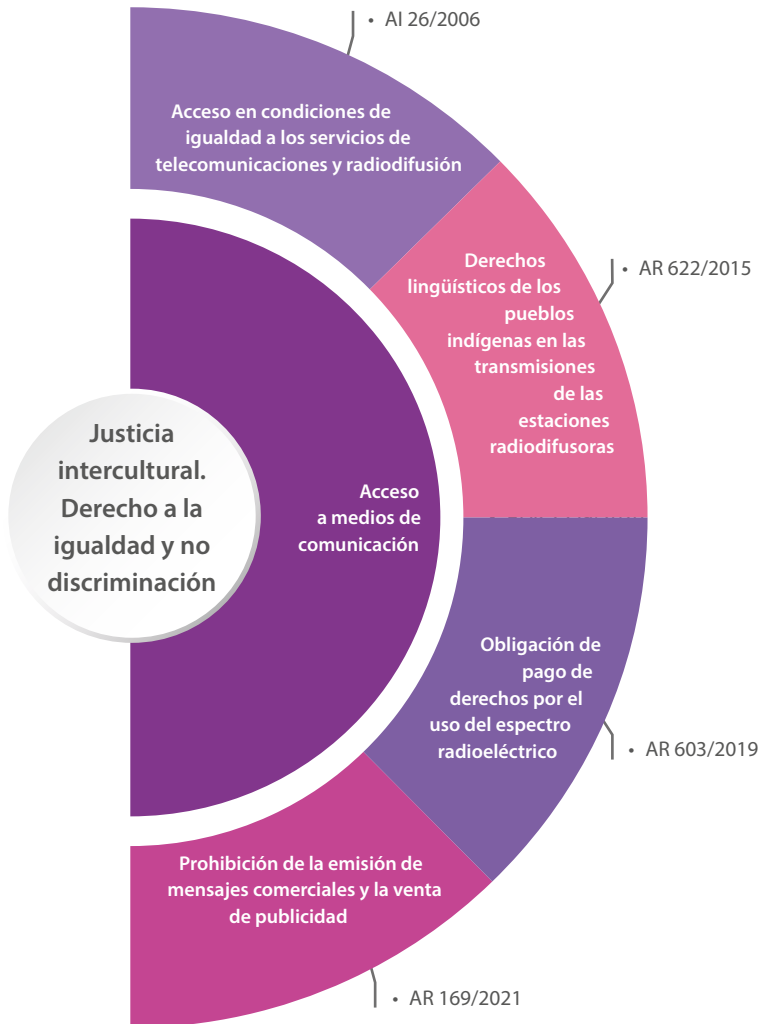 • AI 26/2006
Acceso en condiciones de
igualdad a los servicios de
telecomunicaciones y radiodifusión
Derechos
lingüísticos de los
pueblos
indígenas en las
transmisiones
de las
estaciones
radiodifusoras
• AR 622/2015
Justicia
intercultural.
Derecho a la
igualdad y no
discriminación
Acceso
a medios de
comunicación
Obligación de
pago de
derechos por el
uso del espectro
radioeléctrico
• AR 603/2019
Prohibición de la emisión de
mensajes comerciales y la venta
de publicidad
• AR 169/2021